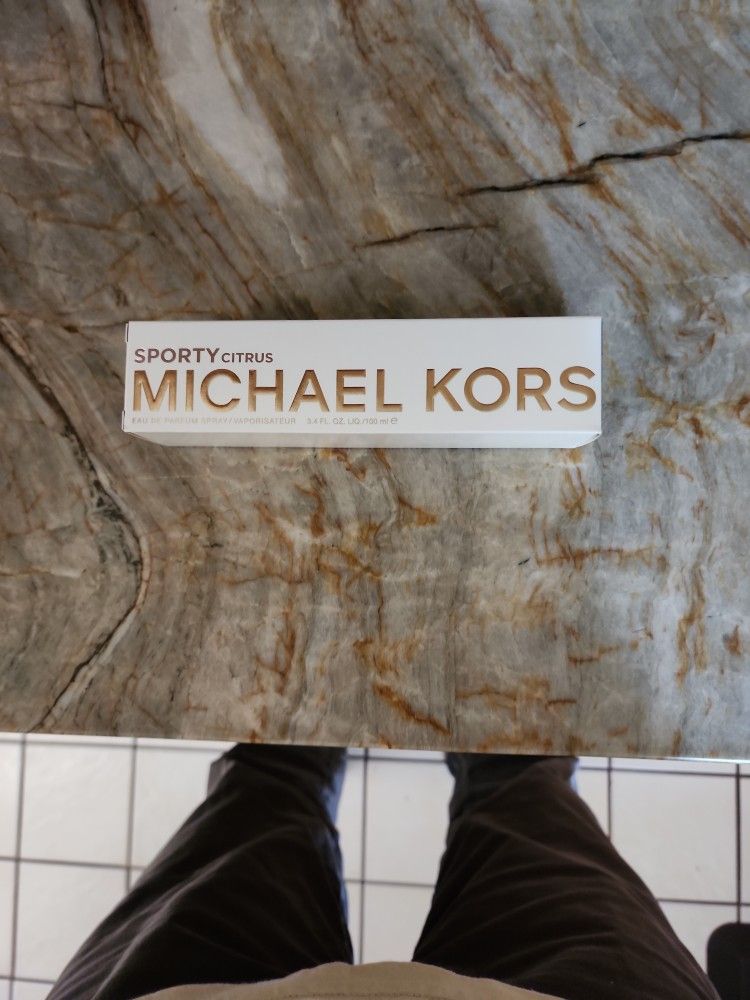 SPORTY CITRUS
MICHAEL KORS
EAU DE PARFUM SPRAY/VAPORISATEUR 3.4 FL. OZ. LIQ./100 ml ℮